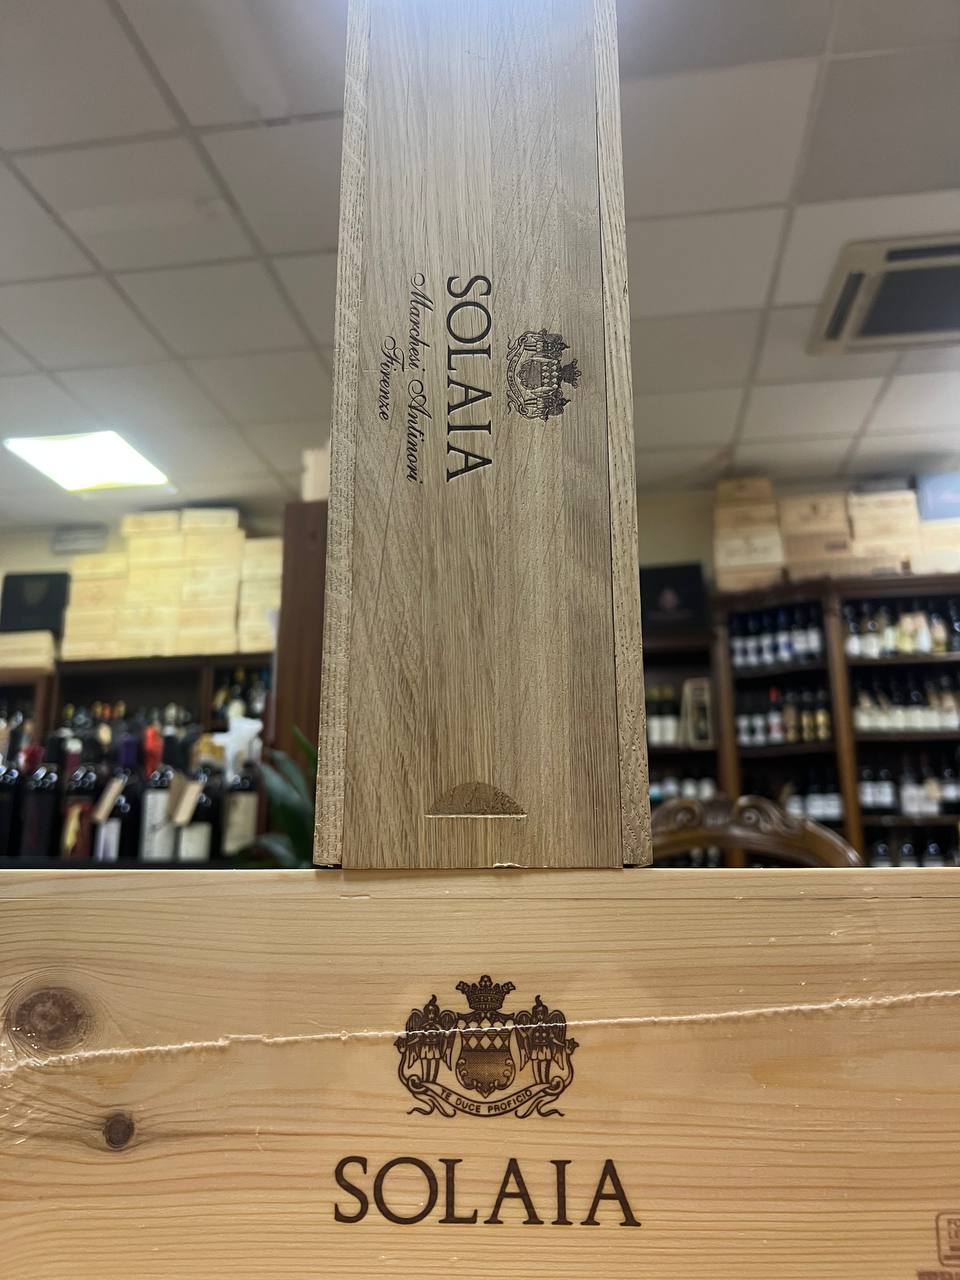 SOLAIA
Marchesi Antinori
Firenze
TE DUCE PROFICIO
SOLAIA